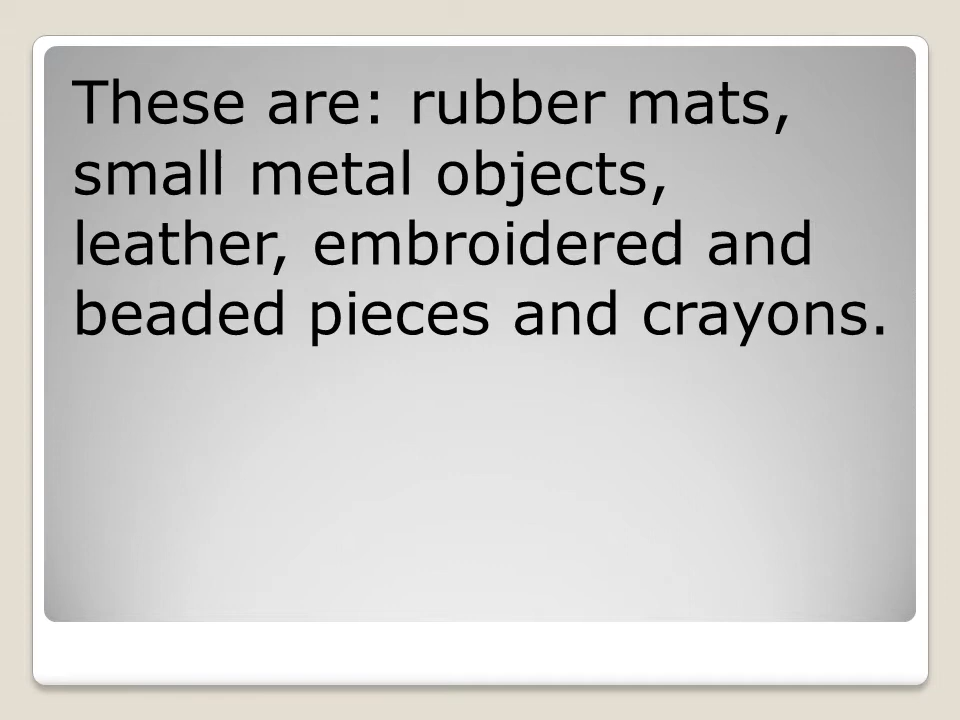 These are: rubber mats,
small metal objects,
leather, embroidered and
beaded pieces and crayons.